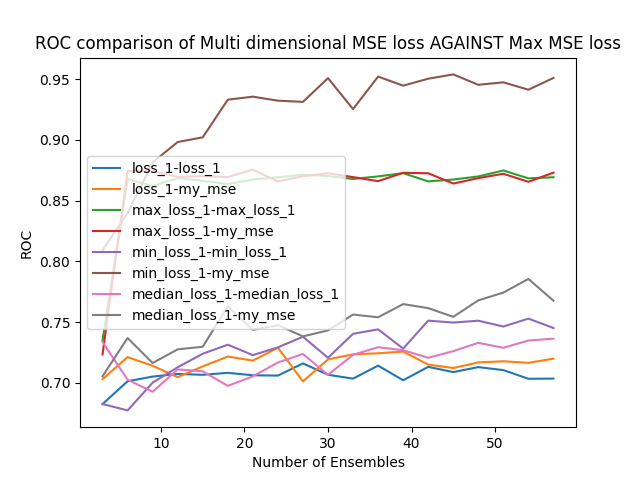 ROC comparison of Multi dimensional MSE loss AGAINST Max MSE loss
0.95
0.90
0.85
0.80
0.75
0.70
ROC
loss_1-loss_1
loss_1-my_mse
max_loss_1-max_loss_1
max_loss_1-my_mse
min_loss_1-min_loss_1
min_loss_1-my_mse
median_loss_1-median_loss_1
median_loss_1-my_mse
10 20 30 40 50
Number of Ensembles